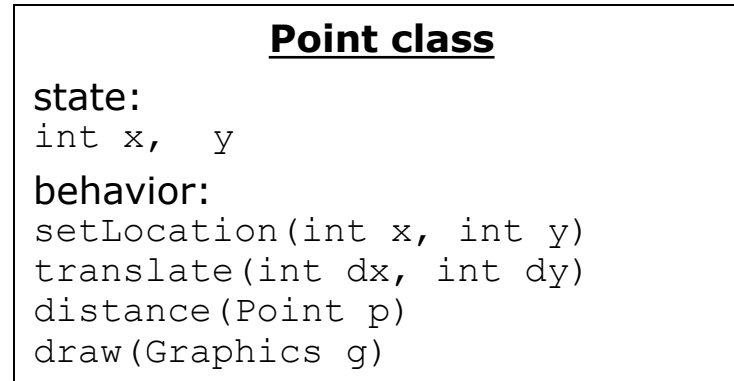 Point class
state:
int x,  y
behavior:
setLocation(int x, int y)
translate(int dx, int dy)
distance(Point p)
draw(Graphics g)